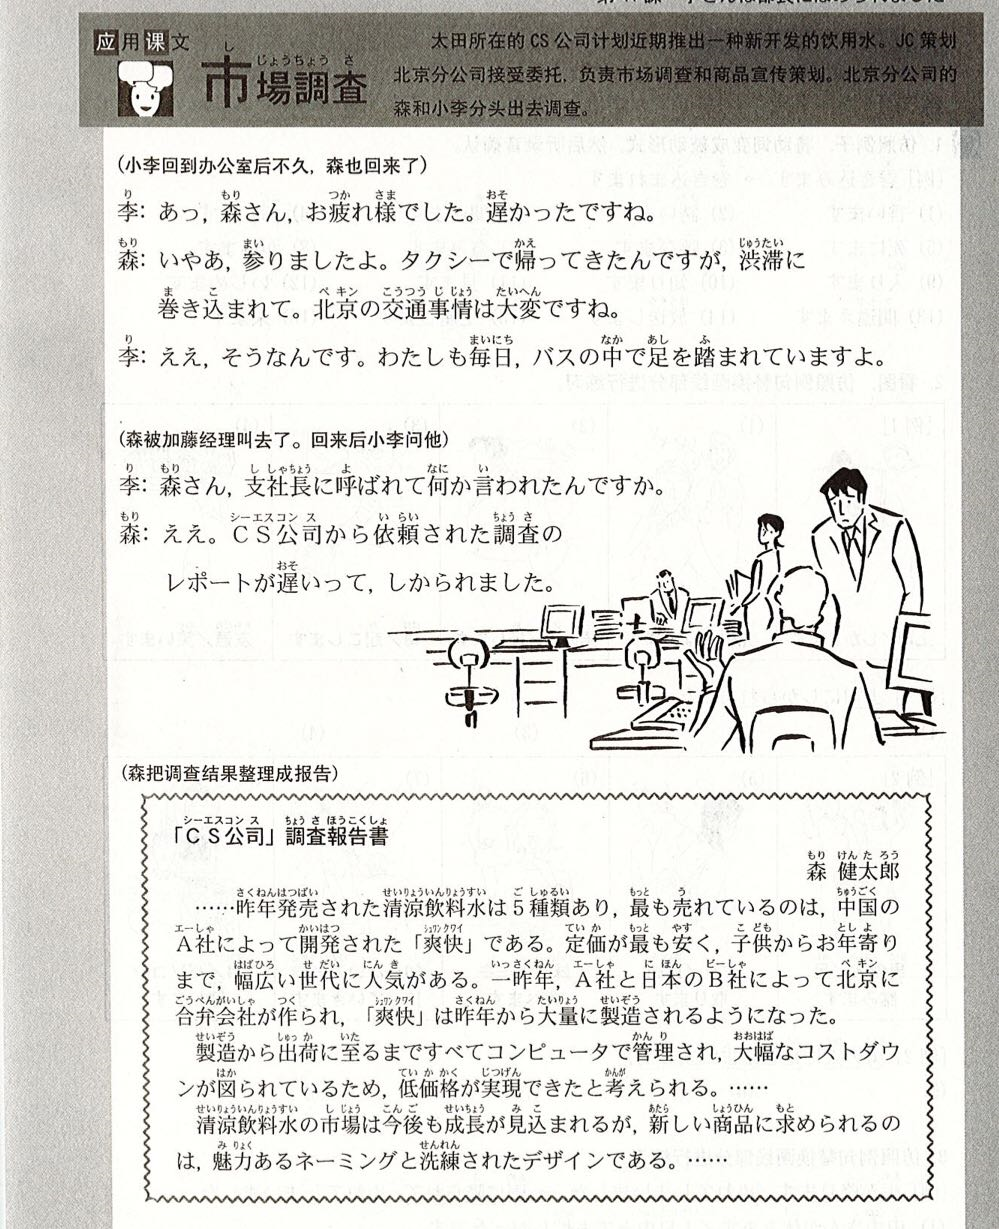 应用课文
市場調査
太田所在的 CS 公司计划近期推出一种新开发的饮用水。JC 策划
北京分公司接受委托，负责市场调查和商品宣传策划。北京分公司的
森和小李分头出去调查。
(小李回到办公室后不久，森也回来了)
李：あっ，森さん，お疲れ様でした。遅かったですね。
森：いやあ，参りましたよ。タクシーで帰ってきたんですが，渋滞に
巻き込まれて。北京の交通事情は大変ですね。
李：ええ，そうなんです。わたしも毎日，バスの中で足を踏まれていますよ。
(森被加藤经理叫去了。回来后小李问他)
李：森さん，支社長に呼ばれて何か言われたんですか。
森：ええ。ＣＳ公司から依頼された調査の
レポートが遅いって，しかられました。
(森把调查结果整理成报告)
「ＣＳ公司」調査報告書
森 健太郎
……昨年発売された清涼飲料水は５種類あり，最も売れているのは，中国の
Ａ社によって開発された「爽快」である。定価が最も安く，子供からお年寄り
まで，幅広い世代に人気がある。一昨年，Ａ社と日本のＢ社によって北京に
合弁会社が作られ，「爽快」は昨年から大量に製造されるようになった。
製造から出荷に至るまですべてコンピュータで管理され，大幅なコストダウ
ンが図られているため，低価格が実現できたと考えられる。……
清涼飲料水の市場は今後も成長が見込まれるが，新しい商品に求められるの
は，魅力あるネーミングと洗練されたデザインである。……